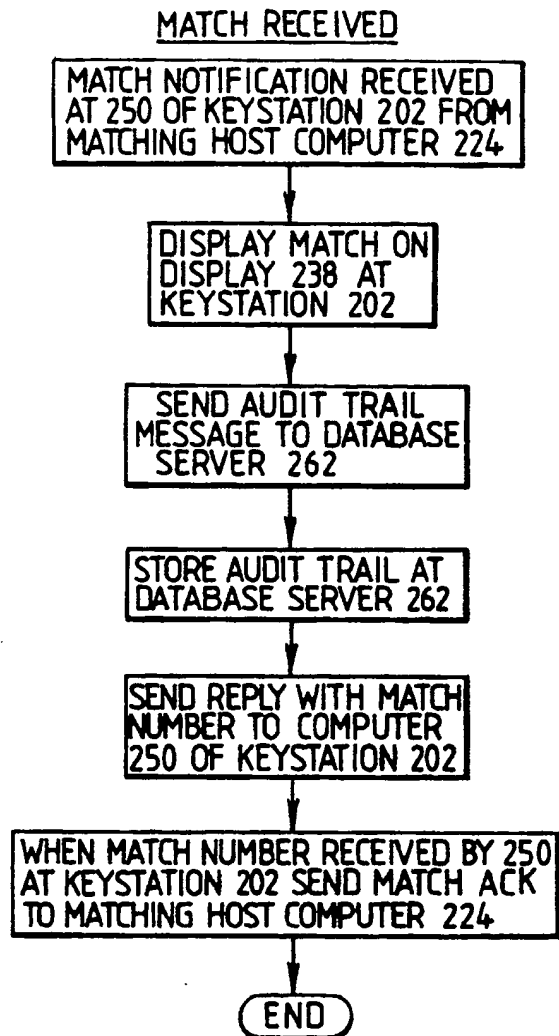 MATCH RECEIVED
MATCH NOTIFICATION RECEIVED
AT 250 OF KEYSTATION 202 FROM
MATCHING HOST COMPUTER 224
DISPLAY MATCH ON
DISPLAY 238 AT
KEYSTATION 202
SEND AUDIT TRAIL
MESSAGE TO DATABASE
SERVER 262
STORE AUDIT TRAIL AT
DATABASE SERVER 262
SEND REPLY WITH MATCH
NUMBER TO COMPUTER
250 OF KEYSTATION 202
WHEN MATCH NUMBER RECEIVED BY 250
AT KEYSTATION 202 SEND MATCH ACK
TO MATCHING HOST COMPUTER 224
END